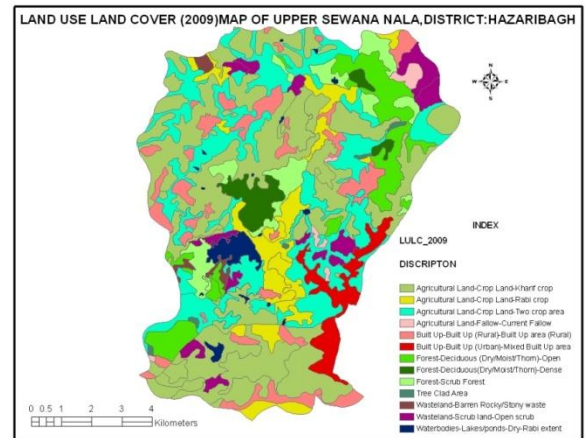 LAND USE LAND COVER (2009)MAP OF UPPER SEWANA NALA,DISTRICT:HAZARIBAGH
N
W E
S
INDEX
LULC_2009
DISCRIPTON
Agricultural Land-Crop Land-Kharif crop
Agricultural Land-Crop Land-Rabi crop
Agricultural Land-Crop Land-Two crop area
Agricultural Land-Fallow-Current Fallow
Built Up-Built Up (Rural)-Built Up area (Rural)
Built Up-Built Up (Urban)-Mixed Built Up area
Forest-Deciduous (Dry/Moist/Thorn)-Open
Forest-Deciduous(Dry/Moist/Thorn)-Dense
Forest-Scrub Forest
Tree Clad Area
Wasteland-Barren Rocky/Stony waste
Wasteland-Scrub land-Open scrub
Waterbodies-Lakes/ponds-Dry-Rabi extent
0 0.5 1 2 3 4
Kilometers